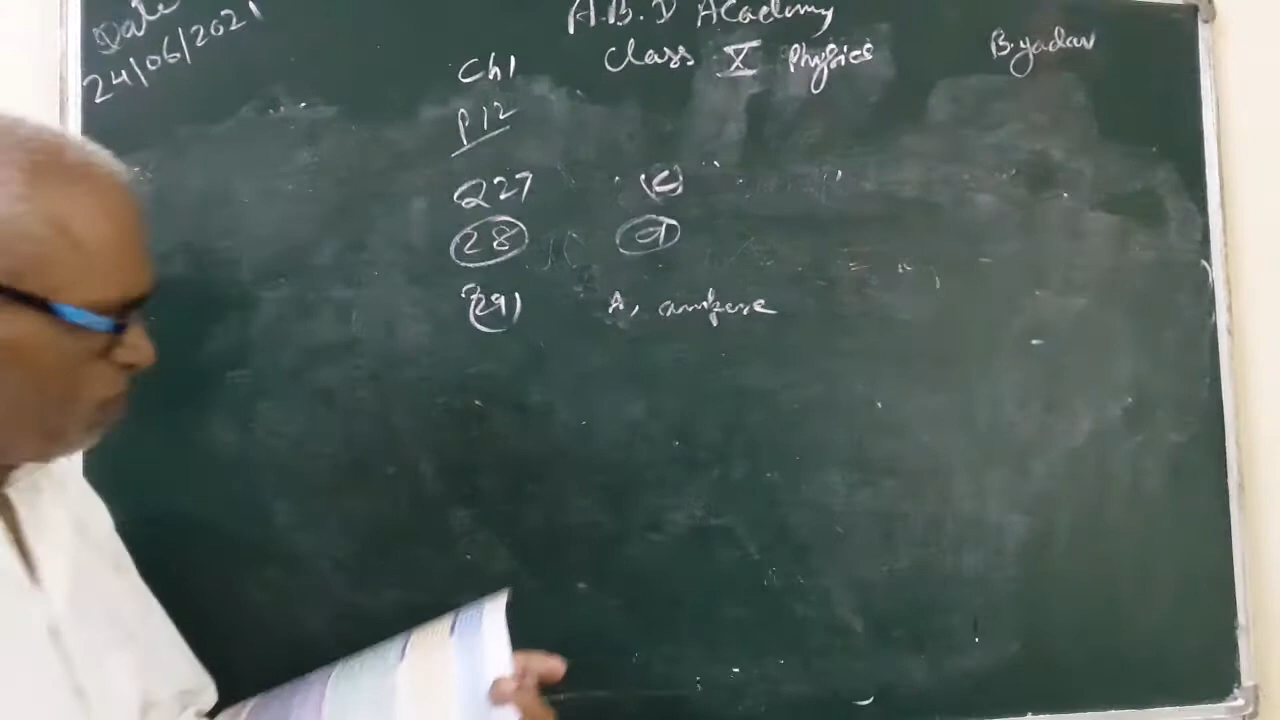 Date
24/06/2021
A.B.D Academy
Class X Physics
B.yadav
Ch1
P12
Q27 (c)
28 a
29) A, ampere